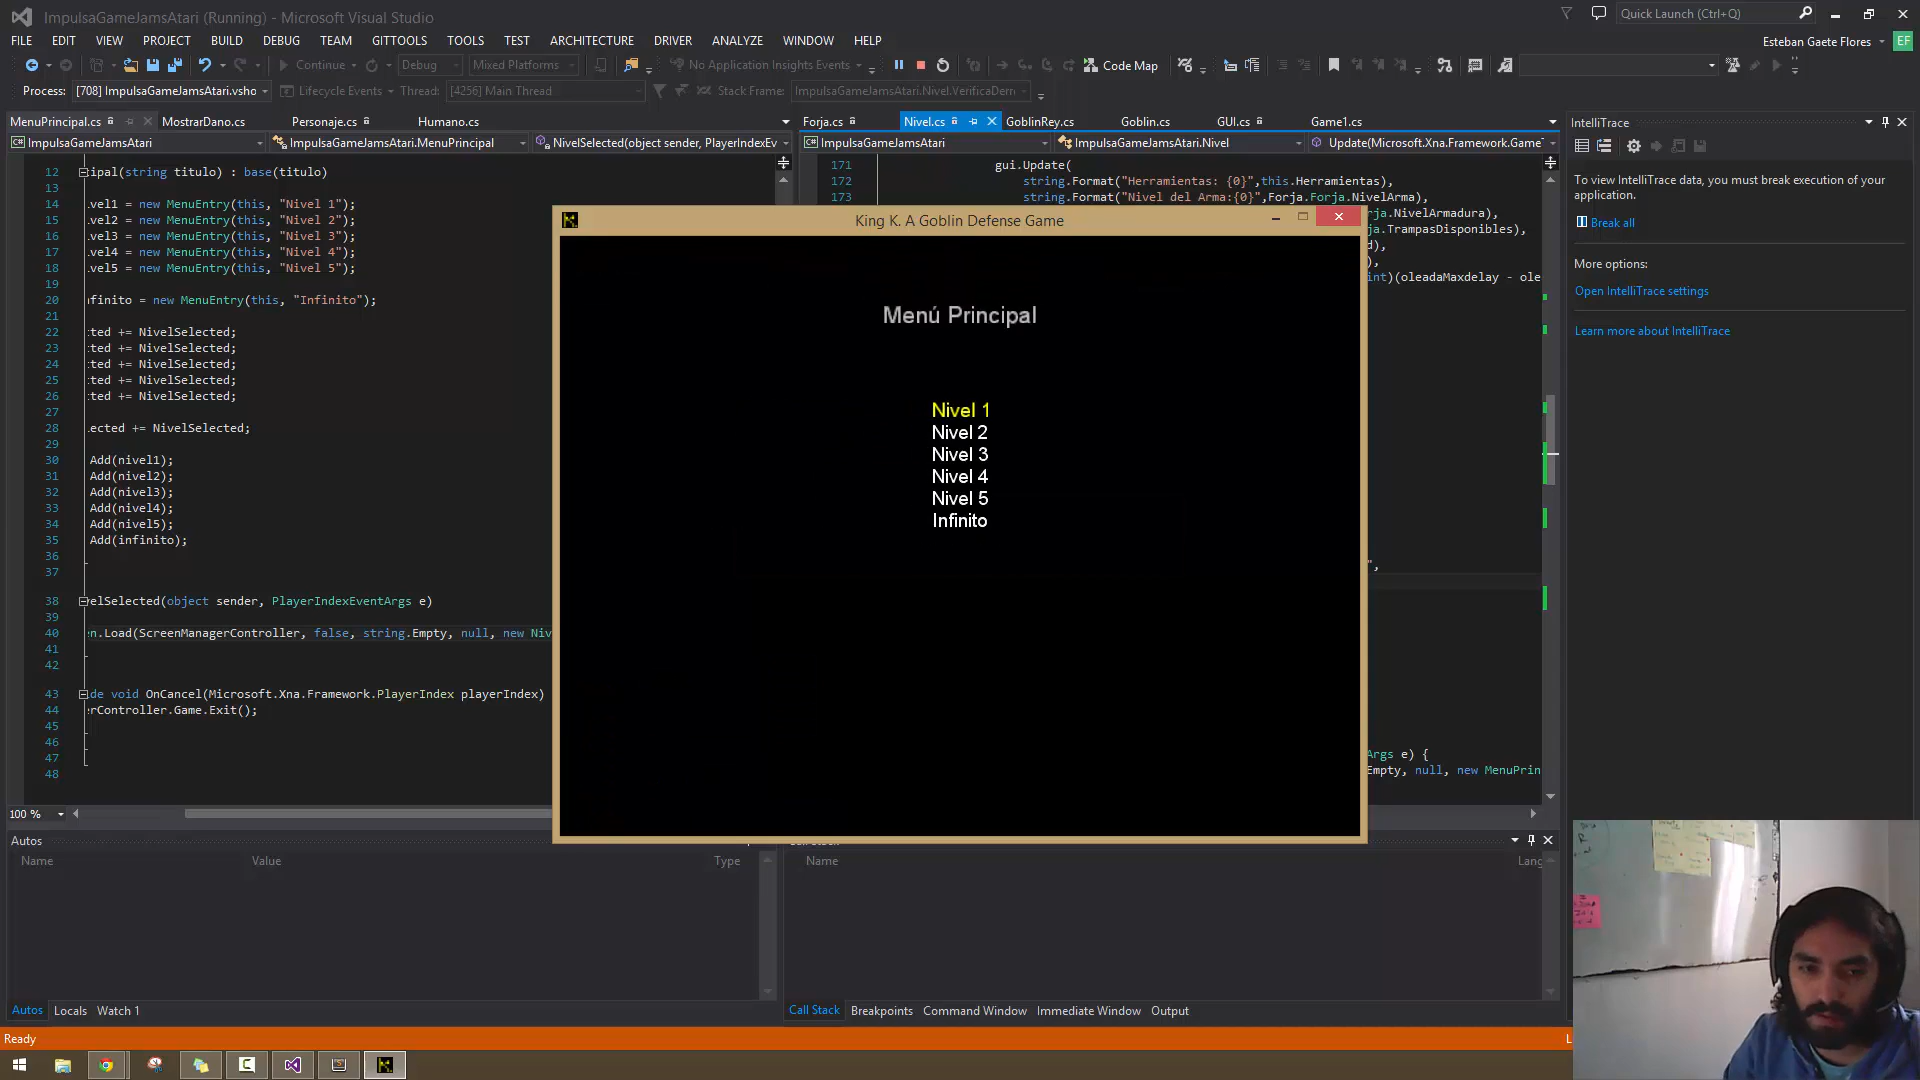 ImpulsaGameJamsAtari (Running) - Microsoft Visual Studio
Quick Launch (Ctrl+Q)
FILE EDIT VIEW PROJECT BUILD DEBUG TEAM GITTOOLS TOOLS TEST ARCHITECTURE DRIVER ANALYZE WINDOW HELP
Esteban Gaete Flores EF
Continue Debug Mixed Platforms No Application Insights Events Code Map
Process: [708] ImpulsaGameJamsAtari.vsho Lifecycle Events Thread: [4256] Main Thread Stack Frame: ImpulsaGameJamsAtari.Nivel.VerificaDerr
MenuPrincipal.cs MostrarDano.cs Personaje.cs Humano.cs
ImpulsaGameJamsAtari ImpulsaGameJamsAtari.MenuPrincipal NivelSelected(object sender, PlayerIndexEv
12 ipal(string titulo) : base(titulo)
13
14 vel1 = new MenuEntry(this, "Nivel 1");
15 vel2 = new MenuEntry(this, "Nivel 2");
16 vel3 = new MenuEntry(this, "Nivel 3");
17 vel4 = new MenuEntry(this, "Nivel 4");
18 vel5 = new MenuEntry(this, "Nivel 5");
19
20 finito = new MenuEntry(this, "Infinito");
21
22 ted += NivelSelected;
23 ted += NivelSelected;
24 ted += NivelSelected;
25 ted += NivelSelected;
26 ted += NivelSelected;
27
28 ected += NivelSelected;
29
30 Add(nivel1);
31 Add(nivel2);
32 Add(nivel3);
33 Add(nivel4);
34 Add(nivel5);
35 Add(infinito);
36
37
38 elSelected(object sender, PlayerIndexEventArgs e)
39
40 n.Load(ScreenManagerController, false, string.Empty, null, new Niv
41
42
43 de void OnCancel(Microsoft.Xna.Framework.PlayerIndex playerIndex)
44 rController.Game.Exit();
45
46
47
48
100 %
Forja.cs Nivel.cs GoblinRey.cs Goblin.cs GUI.cs Game1.cs
ImpulsaGameJamsAtari ImpulsaGameJamsAtari.Nivel Update(Microsoft.Xna.Framework.Game
171 gui.Update(
172 string.Format("Herramientas: {0}",this.Herramientas),
173 string.Format("Nivel del Arma:{0}",Forja.Forja.NivelArma),
rja.NivelArmadura),
ja.TrampasDisponibles),
d),
),
int)(oleadaMaxdelay - ole
",
Args e) {
Empty, null, new MenuPrin
King K. A Goblin Defense Game
Menú Principal
Nivel 1
Nivel 2
Nivel 3
Nivel 4
Nivel 5
Infinito
IntelliTrace
To view IntelliTrace data, you must break execution of your
application.
Break all
More options:
Open IntelliTrace settings
Learn more about IntelliTrace
Autos
Name Value Type
Name Lang
Autos Locals Watch 1
Call Stack Breakpoints Command Window Immediate Window Output
Ready
L